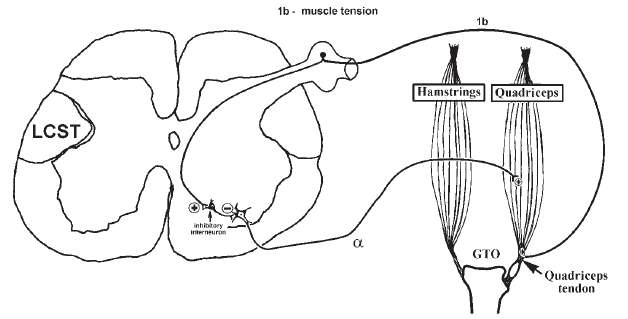 1b - muscle tension
1b
Hamstrings
Quadriceps
LCST
+
−
+
inhibitory
interneuron
α
GTO
+
Quadriceps
tendon